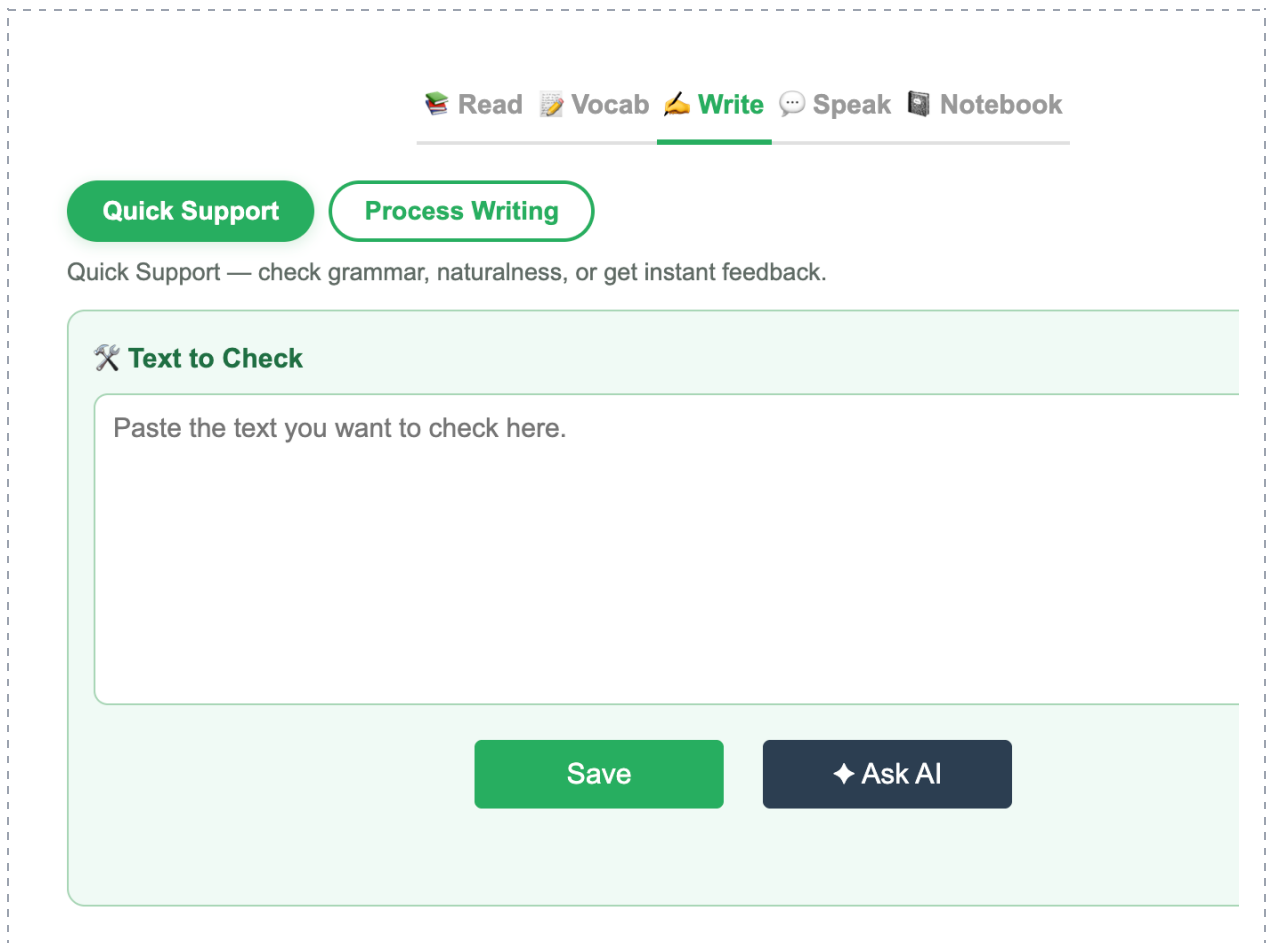 Read Vocab Write Speak Notebook
Quick Support Process Writing
Quick Support — check grammar, naturalness, or get instant feedback.
Text to Check
Paste the text you want to check here.
Save ✦ Ask AI